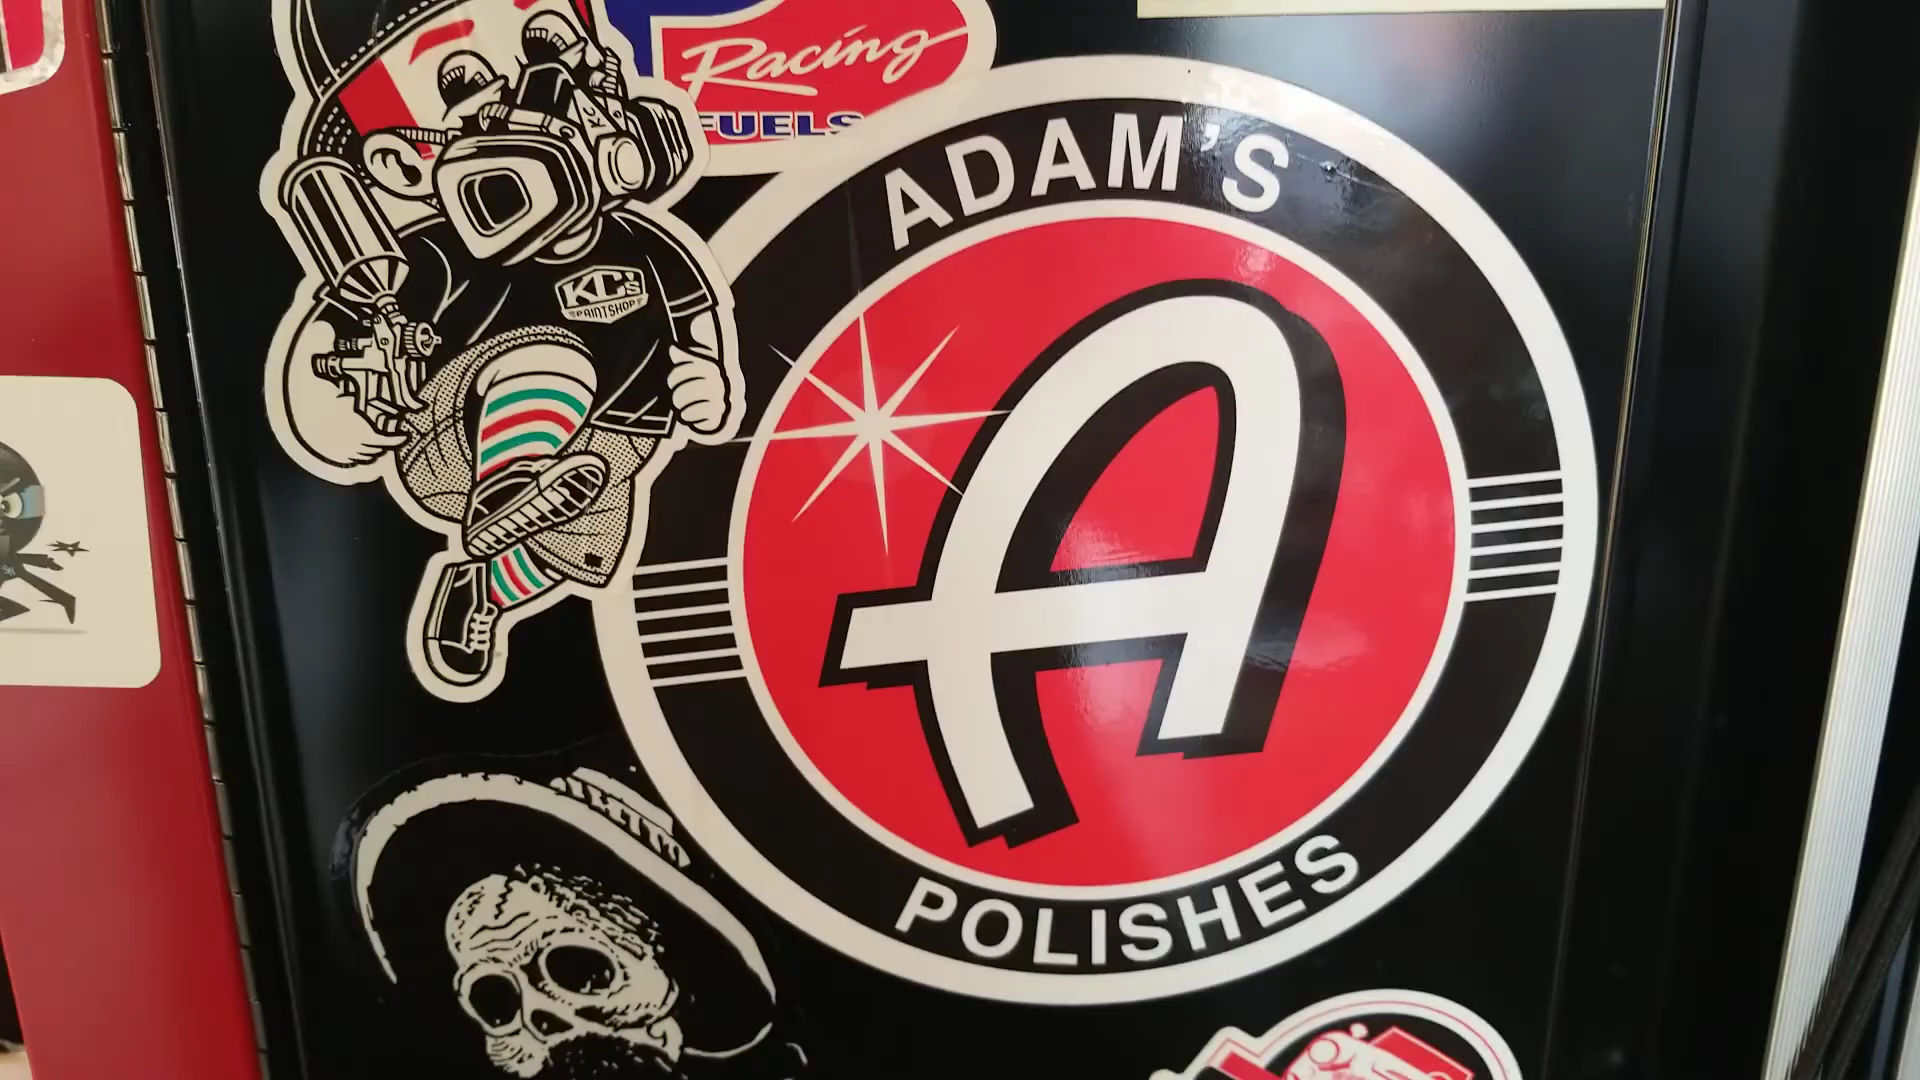 Racing
FUELS
ADAM'S
KC's
PAINTSHOP
A
POLISHES